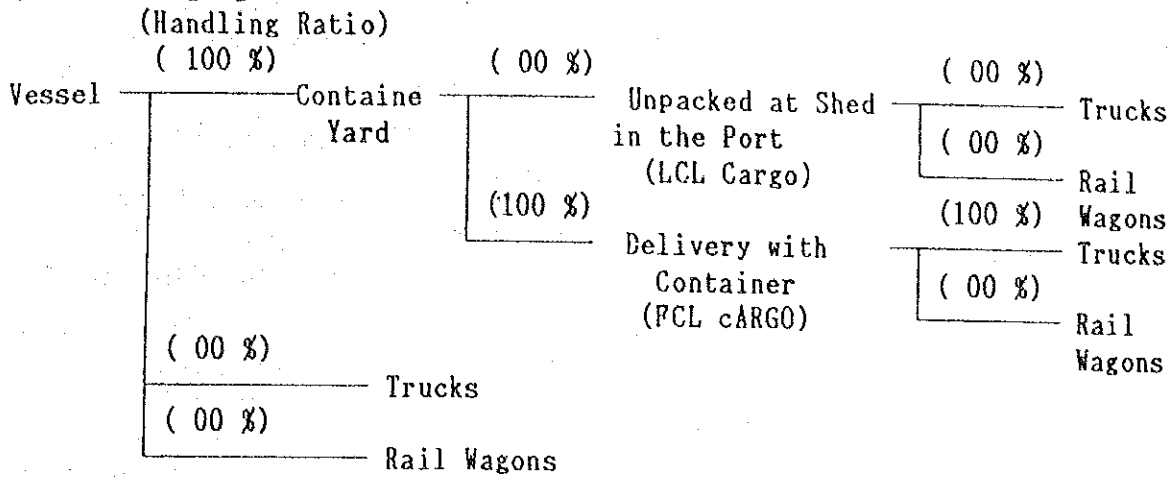 (Handling Ratio)
( 100 %) ( 00 %) ( 00 %)
Vessel Containe Unpacked at Shed Trucks
Yard in the Port ( 00 %)
(LCL Cargo) Rail
(100 %) (100 %) Wagons
Delivery with Trucks
Container ( 00 %)
(FCL cARGO) Rail
( 00 %) Wagons
Trucks
( 00 %)
Rail Wagons